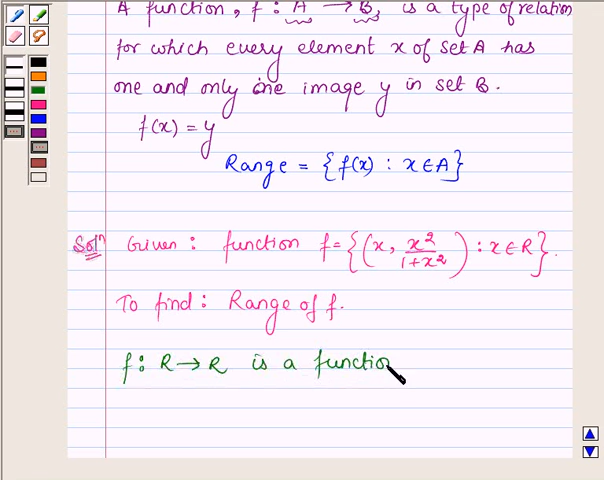 A function, f : A → B, is a type of relation
for which every element x of set A has
one and only one image y in set B.
f(x) = y
Range = {f(x) : x ∈ A}
Solⁿ Given : function f = {(x, x²/1+x²) : x ∈ R}.
To find : Range of f.
f : R → R is a function